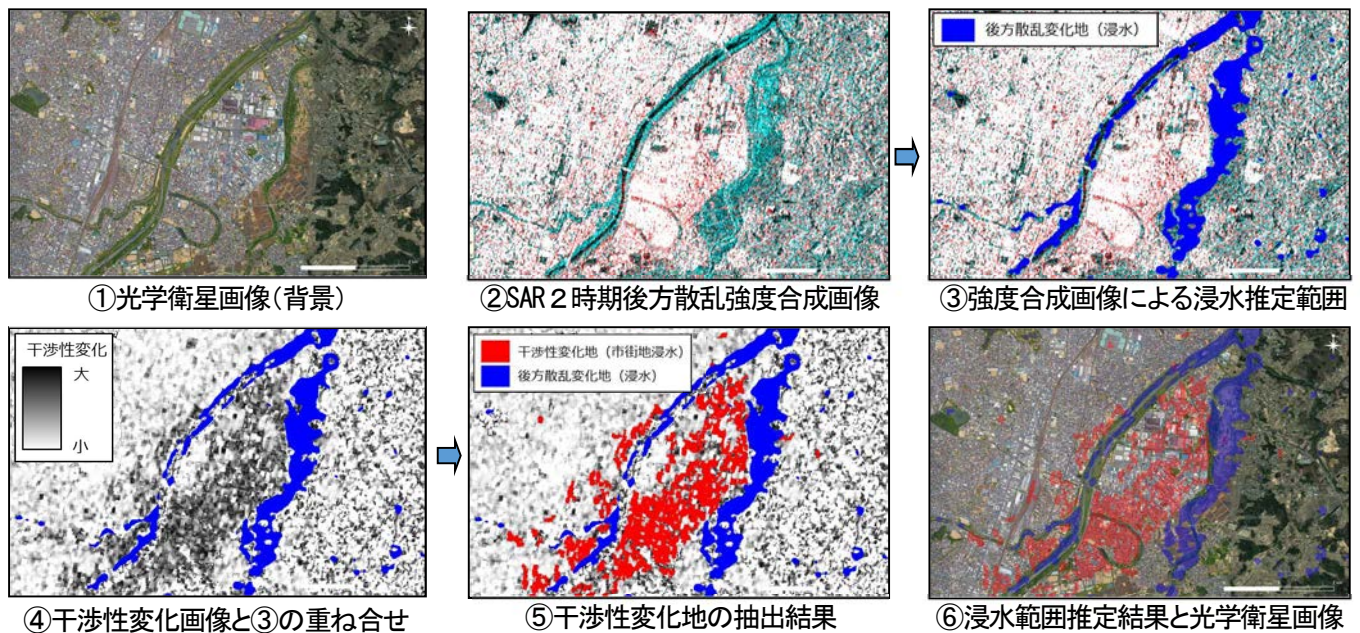 ①光学衛星画像(背景)
②SAR2時期後方散乱強度合成画像
後方散乱変化地(浸水)
③強度合成画像による浸水推定範囲
干渉性変化
大
小
④干渉性変化画像と③の重ね合せ
干渉性変化地(市街地浸水)
後方散乱変化地(浸水)
⑤干渉性変化地の抽出結果
⑥浸水範囲推定結果と光学衛星画像